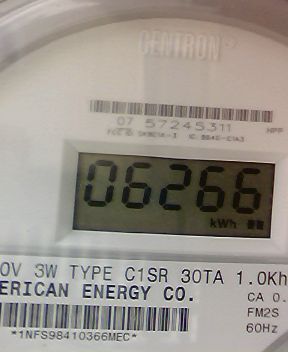 CENTRON®
07 57245311
HPP
06266
kWh
0V 3W TYPE C1SR 30TA 1.0Kh
ERICAN ENERGY CO.
CA 0.
FM2S
*1NFS98410366MEC*
60Hz